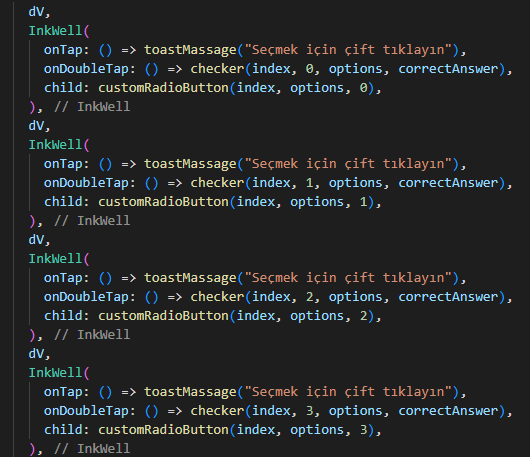 dV,
InkWell(
onTap: () => toastMassage("Seçmek için çift tıklayın"),
onDoubleTap: () => checker(index, 0, options, correctAnswer),
child: customRadioButton(index, options, 0),
), // InkWell
dV,
InkWell(
onTap: () => toastMassage("Seçmek için çift tıklayın"),
onDoubleTap: () => checker(index, 1, options, correctAnswer),
child: customRadioButton(index, options, 1),
), // InkWell
dV,
InkWell(
onTap: () => toastMassage("Seçmek için çift tıklayın"),
onDoubleTap: () => checker(index, 2, options, correctAnswer),
child: customRadioButton(index, options, 2),
), // InkWell
dV,
InkWell(
onTap: () => toastMassage("Seçmek için çift tıklayın"),
onDoubleTap: () => checker(index, 3, options, correctAnswer),
child: customRadioButton(index, options, 3),
), // InkWell